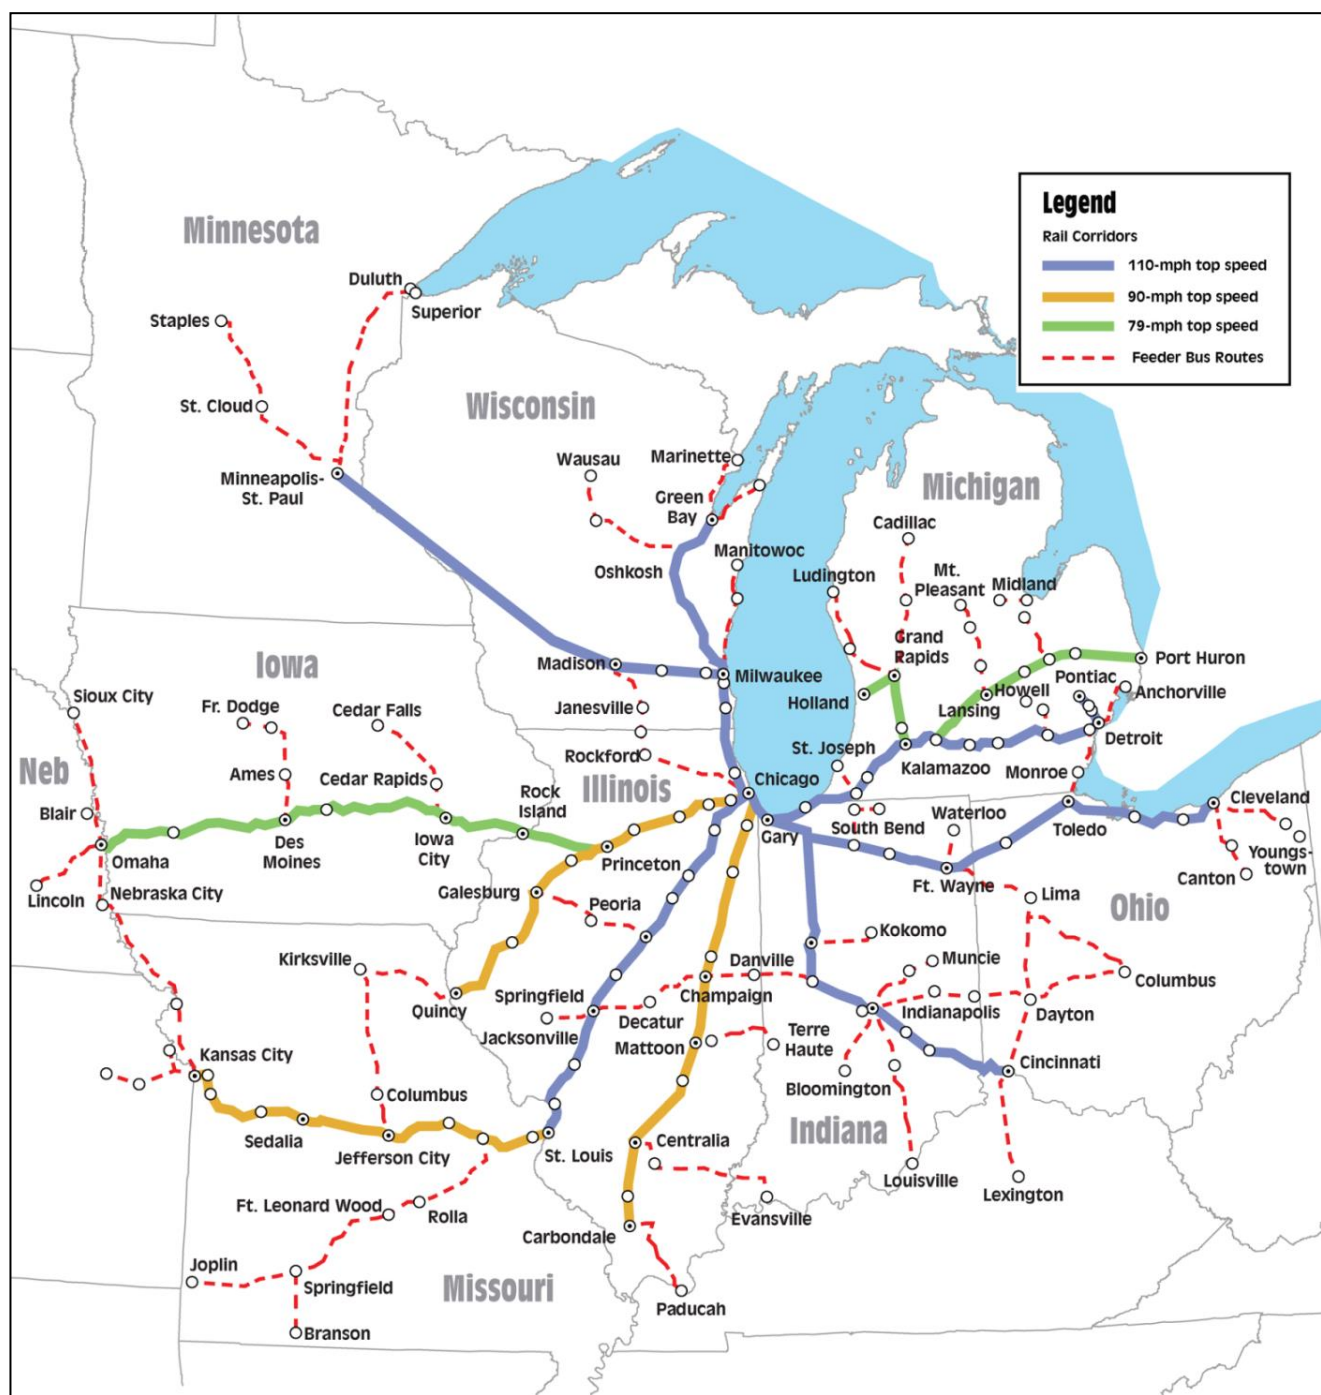 Legend
Rail Corridors
110-mph top speed
90-mph top speed
79-mph top speed
Feeder Bus Routes
Minnesota
Duluth
Superior
Staples
St. Cloud
Minneapolis-
St. Paul
Wisconsin
Wausau
Marinette
Green
Bay
Oshkosh
Manitowoc
Madison
Milwaukee
Janesville
Rockford
Michigan
Cadillac
Ludington
Mt.
Pleasant
Midland
Grand
Rapids
Holland
Port Huron
Pontiac
Anchorville
Howell
Lansing
Detroit
St. Joseph
Kalamazoo
Monroe
Iowa
Sioux City
Fr. Dodge
Cedar Falls
Neb
Ames
Cedar Rapids
Rock
Island
Blair
Omaha
Des
Moines
Iowa
City
Lincoln
Nebraska City
Illinois
Chicago
Gary
South Bend
Waterloo
Toledo
Cleveland
Youngs-
town
Canton
Princeton
Galesburg
Peoria
Ft. Wayne
Lima
Ohio
Kirksville
Quincy
Springfield
Jacksonville
Decatur
Danville
Champaign
Kokomo
Muncie
Indianapolis
Columbus
Dayton
Mattoon
Terre
Haute
Bloomington
Cincinnati
Kansas City
Columbus
Sedalia
Jefferson City
St. Louis
Centralia
Indiana
Louisville
Lexington
Evansville
Ft. Leonard Wood
Rolla
Carbondale
Joplin
Springfield
Missouri
Paducah
Branson